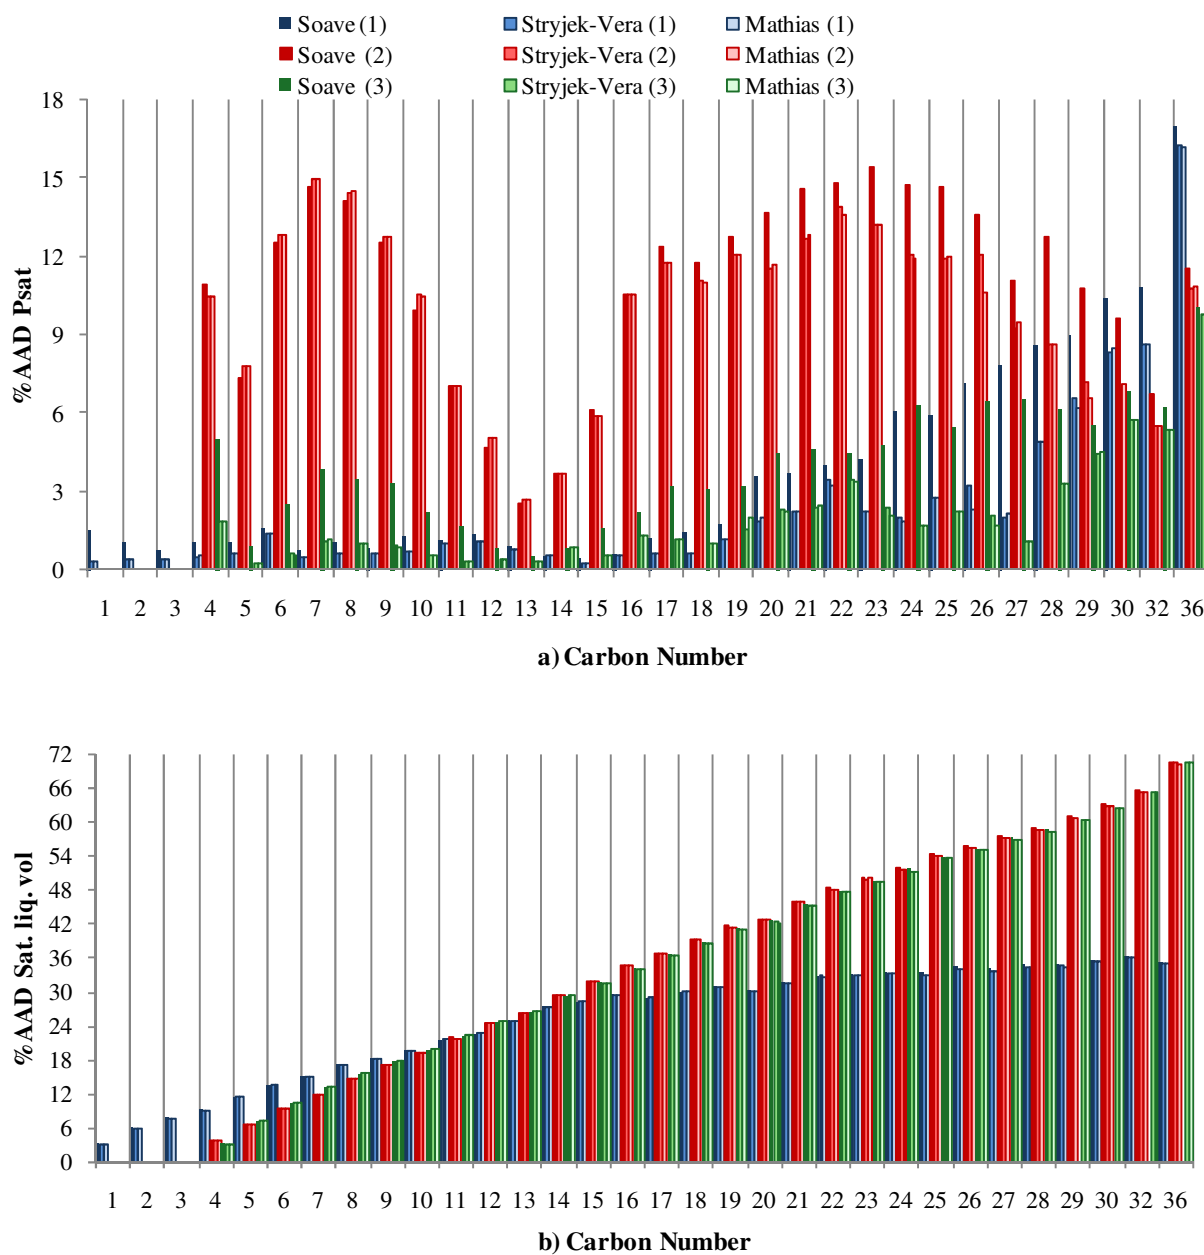 Soave (1) Stryjek-Vera (1) Mathias (1)
Soave (2) Stryjek-Vera (2) Mathias (2)
Soave (3) Stryjek-Vera (3) Mathias (3)
18
15
12
9
6
3
0
%AAD Psat
1 2 3 4 5 6 7 8 9 10 11 12 13 14 15 16 17 18 19 20 21 22 23 24 25 26 27 28 29 30 32 36
a) Carbon Number
72
66
60
54
48
42
36
30
24
18
12
6
0
%AAD Sat. liq. vol
1 2 3 4 5 6 7 8 9 10 11 12 13 14 15 16 17 18 19 20 21 22 23 24 25 26 27 28 29 30 32 36
b) Carbon Number